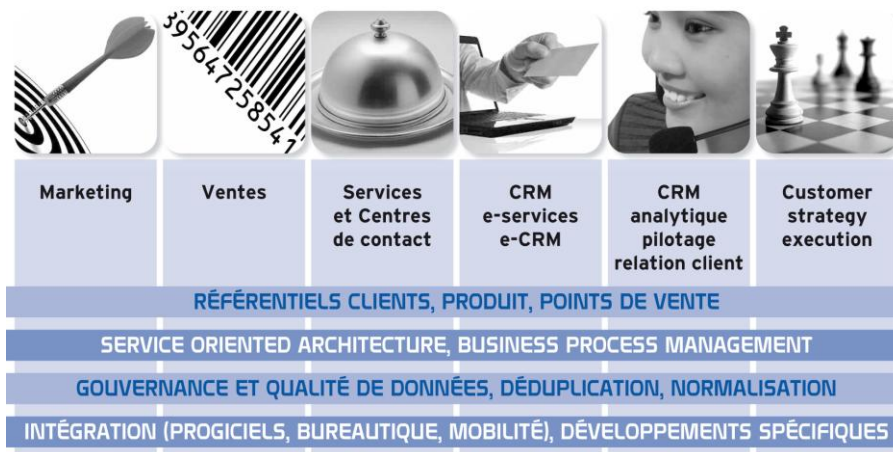 395647258541
Marketing
Ventes
Services
et Centres
de contact
CRM
e-services
e-CRM
CRM
analytique
pilotage
relation client
Customer
strategy
execution
RÉFÉRENTIELS CLIENTS, PRODUIT, POINTS DE VENTE
SERVICE ORIENTED ARCHITECTURE, BUSINESS PROCESS MANAGEMENT
GOUVERNANCE ET QUALITÉ DE DONNÉES, DÉDUPLICATION, NORMALISATION
INTÉGRATION (PROGICIELS, BUREAUTIQUE, MOBILITÉ), DÉVELOPPEMENTS SPÉCIFIQUES